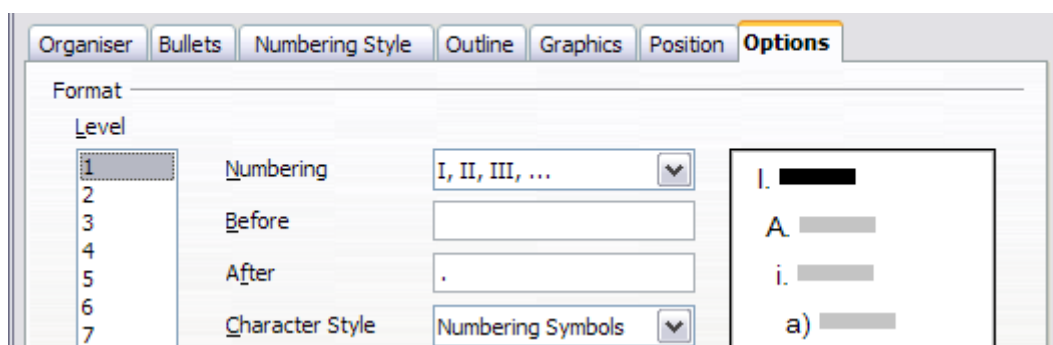 Organiser Bullets Numbering Style Outline Graphics Position Options
Format
Level
1
2
3
4
5
6
7
Numbering I, II, III, ...
Before
After .
Character Style Numbering Symbols
I.
A.
i.
a)